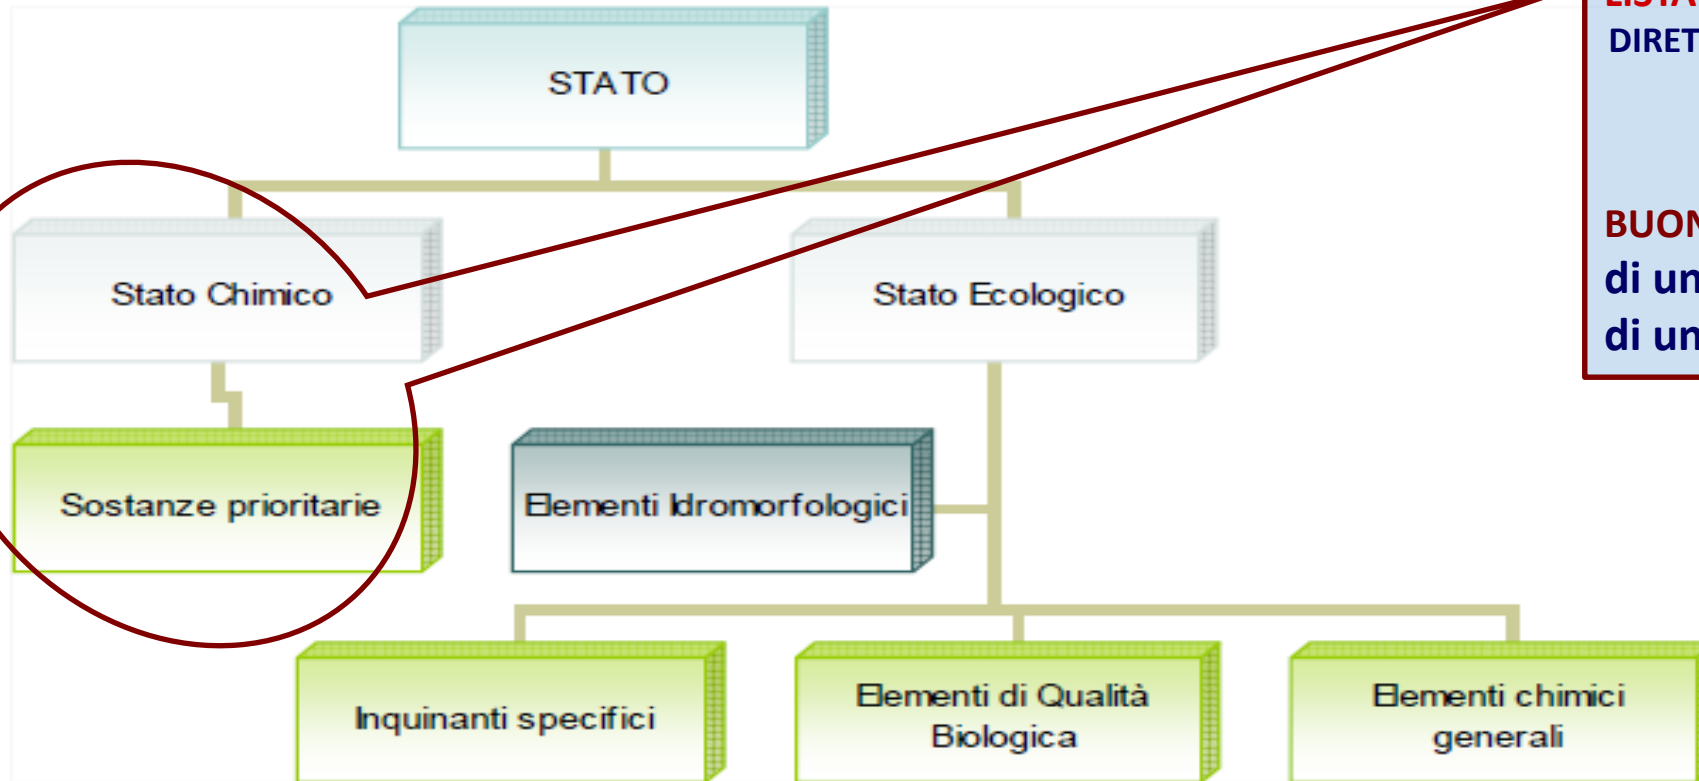 LISTA
DIRET
STATO
BUON
di un
di un
Stato Chimico
Stato Ecologico
Sostanze prioritarie
Elementi Idromorfologici
Inquinanti specifici
Elementi di Qualità
Biologica
Elementi chimici
generali